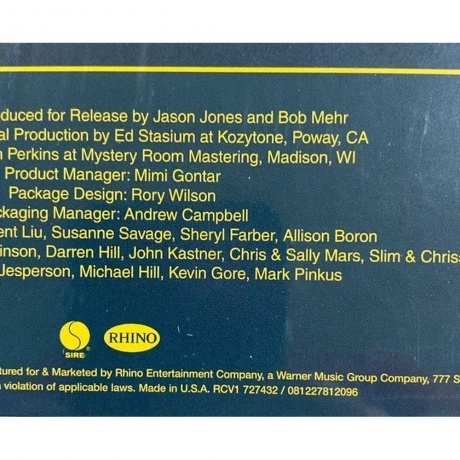 oduced for Release by Jason Jones and Bob Mehr
al Production by Ed Stasium at Kozytone, Poway, CA
n Perkins at Mystery Room Mastering, Madison, WI
Product Manager: Mimi Gontar
Package Design: Rory Wilson
ckaging Manager: Andrew Campbell
ent Liu, Susanne Savage, Sheryl Farber, Allison Boron
inson, Darren Hill, John Kastner, Chris & Sally Mars, Slim & Chriss
Jesperson, Michael Hill, Kevin Gore, Mark Pinkus
SIRE RHINO
ctured for & Marketed by Rhino Entertainment Company, a Warner Music Group Company, 777 S
a violation of applicable laws. Made in U.S.A. RCV1 727432 / 081227812096